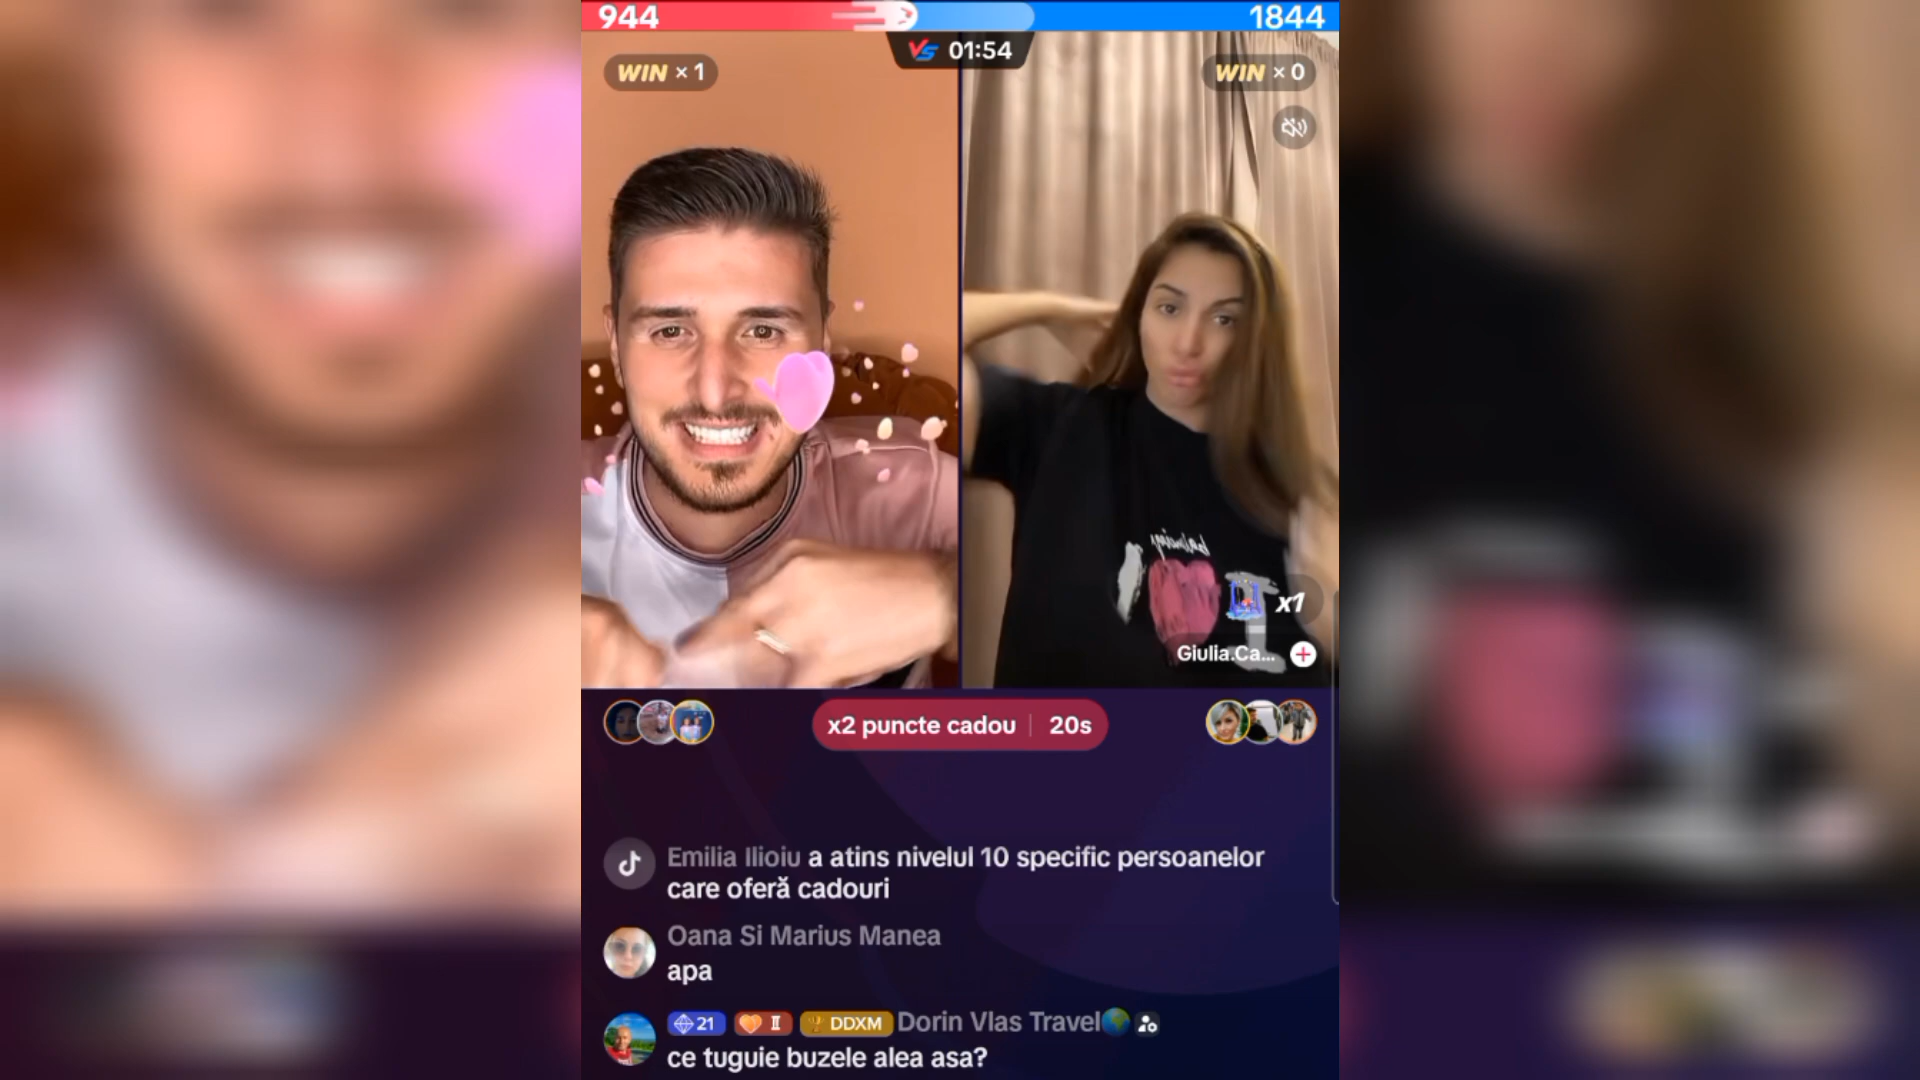 944
1844
VS 01:54
WIN × 1
WIN × 0
x1
Giulia.Ca...
x2 puncte cadou | 20s
Emilia Ilioiu a atins nivelul 10 specific persoanelor
care oferă cadouri
Oana Si Marius Manea
apa
21 II DDXM Dorin Vlas Travel
ce tuguie buzele alea asa?